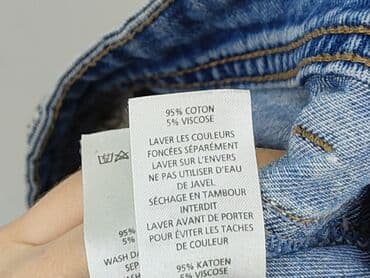 95% COTON
5% VISCOSE
LAVER LES COULEURS
FONCÉES SÉPARÉMENT
LAVER SUR L'ENVERS
NE PAS UTILISER D'EAU
DE JAVEL
SÉCHAGE EN TAMBOUR
INTERDIT
LAVER AVANT DE PORTER
POUR ÉVITER LES TACHES
DE COULEUR
95% KATOEN
5% VISCOSE
95%
5%
WASH DA